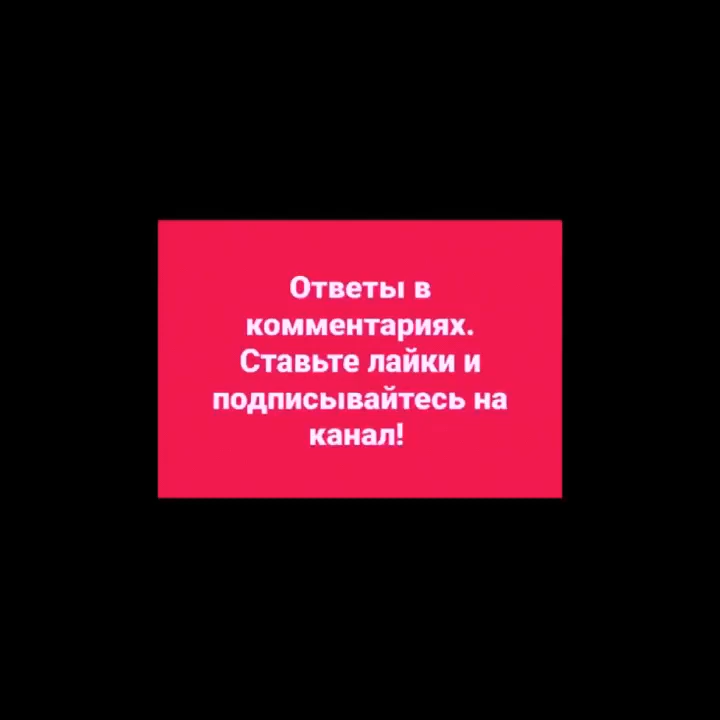 Ответы в
комментариях.
Ставьте лайки и
подписывайтесь на
канал!